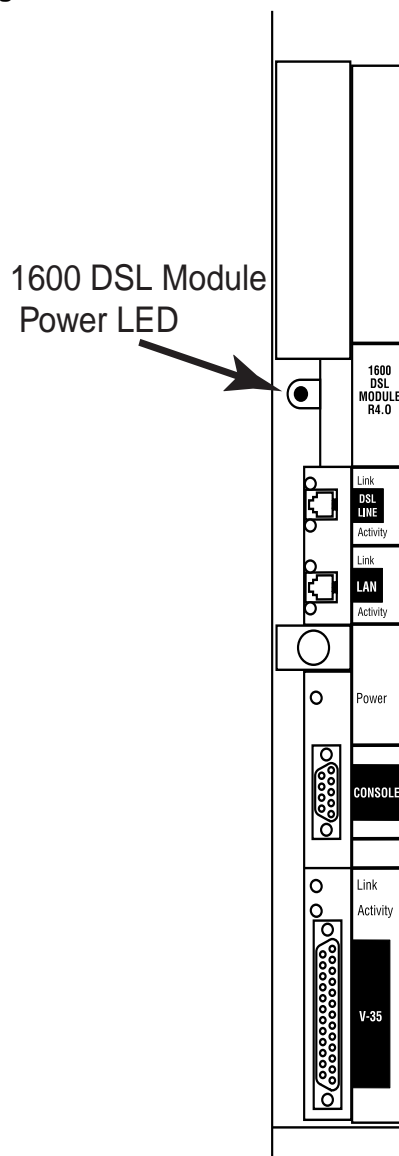 1600 DSL Module
Power LED
1600
DSL
MODULE
R4.0
Link
DSL
LINE
Activity
Link
LAN
Activity
Power
CONSOLE
Link
Activity
V-35